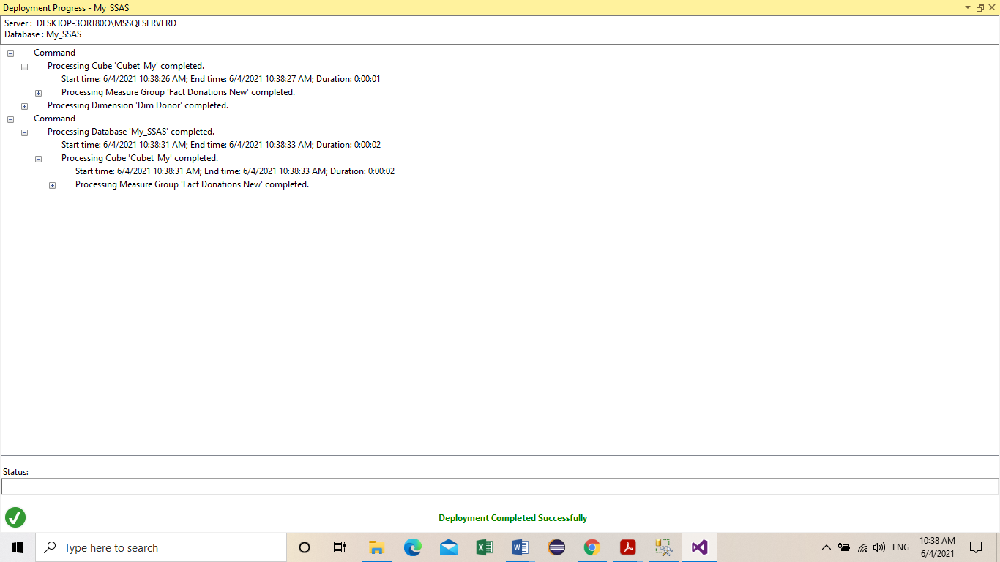 Deployment Progress - My_SSAS
Server : DESKTOP-3ORT80O\MSSQLSERVERD
Database : My_SSAS
Command
Processing Cube 'Cubet_My' completed.
Start time: 6/4/2021 10:38:26 AM; End time: 6/4/2021 10:38:27 AM; Duration: 0:00:01
Processing Measure Group 'Fact Donations New' completed.
Processing Dimension 'Dim Donor' completed.
Command
Processing Database 'My_SSAS' completed.
Start time: 6/4/2021 10:38:31 AM; End time: 6/4/2021 10:38:33 AM; Duration: 0:00:02
Processing Cube 'Cubet_My' completed.
Start time: 6/4/2021 10:38:31 AM; End time: 6/4/2021 10:38:33 AM; Duration: 0:00:02
Processing Measure Group 'Fact Donations New' completed.
Status:
Deployment Completed Successfully
Type here to search
ENG
10:38 AM
6/4/2021